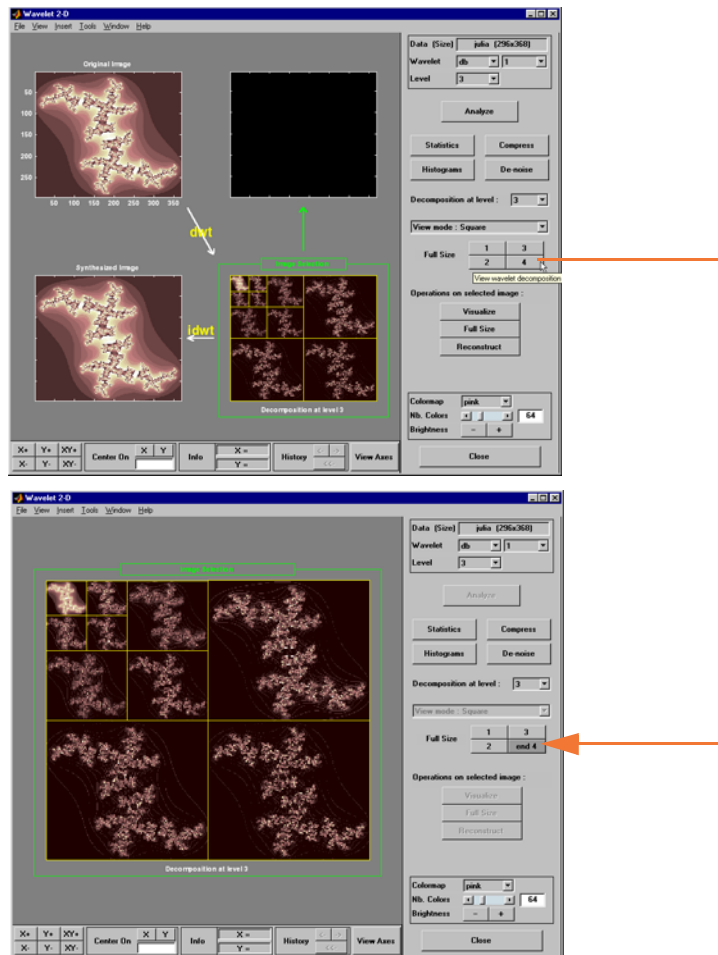 Wavelet 2-D
File View Insert Tools Window Help
Original Image
50
100
150
200
250
50 100 150 200 250 300 350
dwt
Synthesized Image
idwt
Image Selection
Decomposition at level 3
Data (Size) julia (296x368)
Wavelet db 1
Level 3
Analyze
Statistics Compress
Histograms De-noise
Decomposition at level : 3
View mode : Square
Full Size 1 3
2 4
View wavelet decomposition
Operations on selected image :
Visualize
Full Size
Reconstruct
Colormap pink
Nb. Colors 64
Brightness - +
X+ Y+ XY+ Center On X Y Info X = History <- -> View Axes Close
X- Y- XY- Y = <<-
Wavelet 2-D
File View Insert Tools Window Help
Image Selection
Decomposition at level 3
Data (Size) julia (296x368)
Wavelet db 1
Level 3
Analyze
Statistics Compress
Histograms De-noise
Decomposition at level : 3
View mode : Square
Full Size 1 3
2 end 4
Operations on selected image :
Visualize
Full Size
Reconstruct
Colormap pink
Nb. Colors 64
Brightness - +
X+ Y+ XY+ Center On X Y Info X = History <- -> View Axes Close
X- Y- XY- Y = <<-